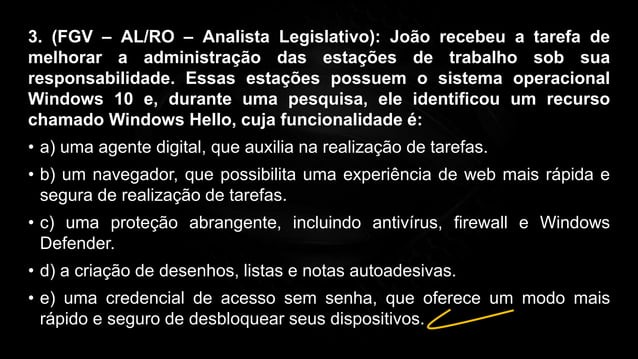 3. (FGV – AL/RO – Analista Legislativo): João recebeu a tarefa de
melhorar a administração das estações de trabalho sob sua
responsabilidade. Essas estações possuem o sistema operacional
Windows 10 e, durante uma pesquisa, ele identificou um recurso
chamado Windows Hello, cuja funcionalidade é:
• a) uma agente digital, que auxilia na realização de tarefas.
• b) um navegador, que possibilita uma experiência de web mais rápida e
segura de realização de tarefas.
• c) uma proteção abrangente, incluindo antivírus, firewall e Windows
Defender.
• d) a criação de desenhos, listas e notas autoadesivas.
• e) uma credencial de acesso sem senha, que oferece um modo mais
rápido e seguro de desbloquear seus dispositivos.